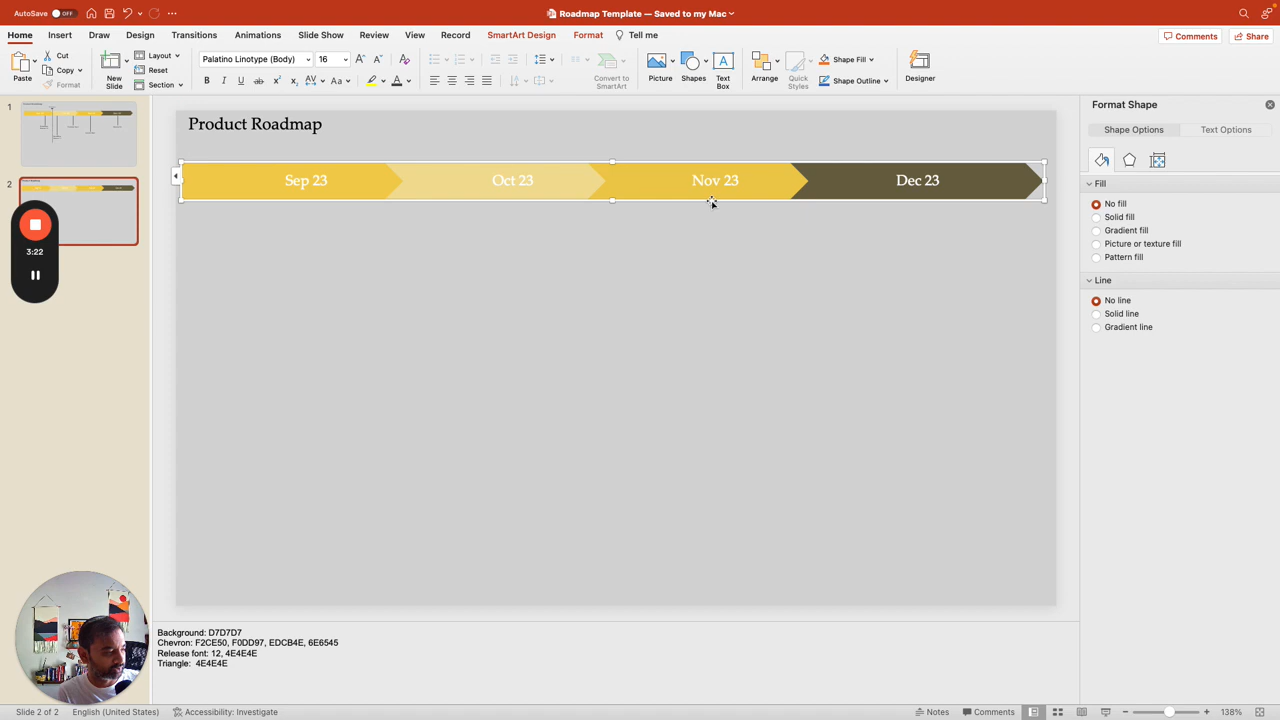 AutoSave OFF
Roadmap Template — Saved to my Mac
Home Insert Draw Design Transitions Animations Slide Show Review View Record SmartArt Design Format Tell me
Comments Share
Paste
Cut
Copy
Format
New Slide
Layout
Reset
Section
Palatino Linotype (Body) 16
Convert to SmartArt
Picture
Shapes
Text Box
Arrange
Quick Styles
Shape Fill
Shape Outline
Designer
1
2
3:22
Product Roadmap
Sep 23 Oct 23 Nov 23 Dec 23
Format Shape
Shape Options Text Options
Fill
No fill
Solid fill
Gradient fill
Picture or texture fill
Pattern fill
Line
No line
Solid line
Gradient line
Background: D7D7D7
Chevron: F2CE50, F0DD97, EDCB4E, 6E6545
Release font: 12, 4E4E4E
Triangle: 4E4E4E
Slide 2 of 2 English (United States) Accessibility: Investigate Notes Comments 138%